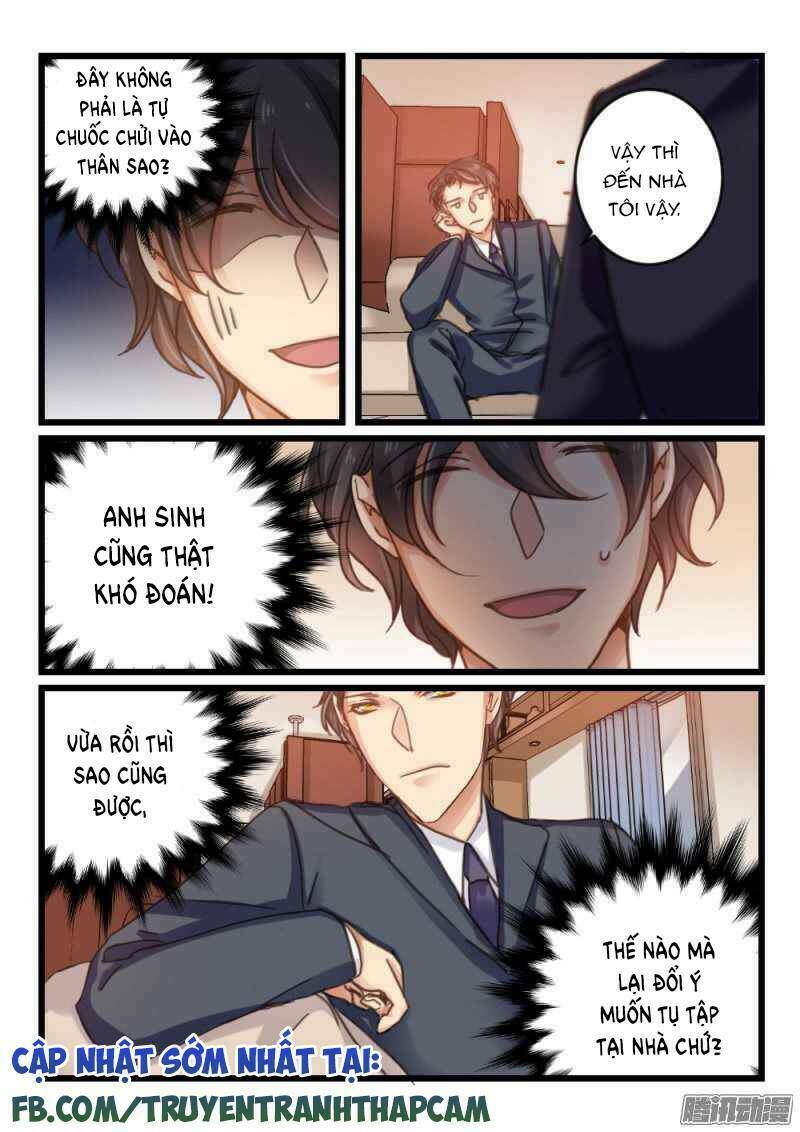 ĐÂY KHÔNG
PHẢI LÀ TỰ
CHUỐC CHỬI VÀO
THÂN SAO?
VẬY THÌ
ĐẾN NHÀ
TÔI VẬY.
ANH SINH
CŨNG THẬT
KHÓ ĐOÁN!
VỪA RỒI THÌ
SAO CŨNG
ĐƯỢC,
THẾ NÀO MÀ
LẠI ĐỔI Ý
MUỐN TỤ TẬP
TẠI NHÀ CHỨ?
CẬP NHẬT SỚM NHẤT TẠI:
FB.COM/TRUYENTRANHTHAPCAM
腾讯动漫